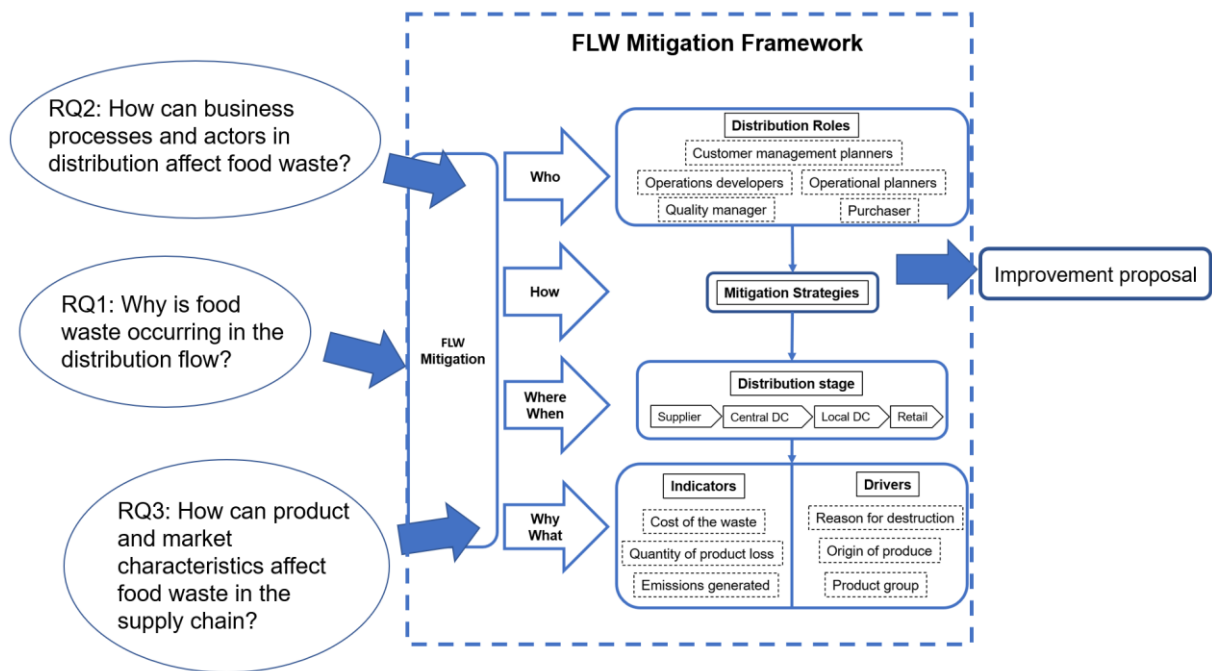 FLW Mitigation Framework
RQ2: How can business
processes and actors in
distribution affect food waste?
RQ1: Why is food
waste occurring in the
distribution flow?
RQ3: How can product
and market
characteristics affect
food waste in the
supply chain?
FLW
Mitigation
Who
How
Where
When
Why
What
Distribution Roles
Customer management planners
Operations developers
Operational planners
Quality manager
Purchaser
Mitigation Strategies
Distribution stage
Supplier
Central DC
Local DC
Retail
Indicators
Cost of the waste
Quantity of product loss
Emissions generated
Drivers
Reason for destruction
Origin of produce
Product group
Improvement proposal